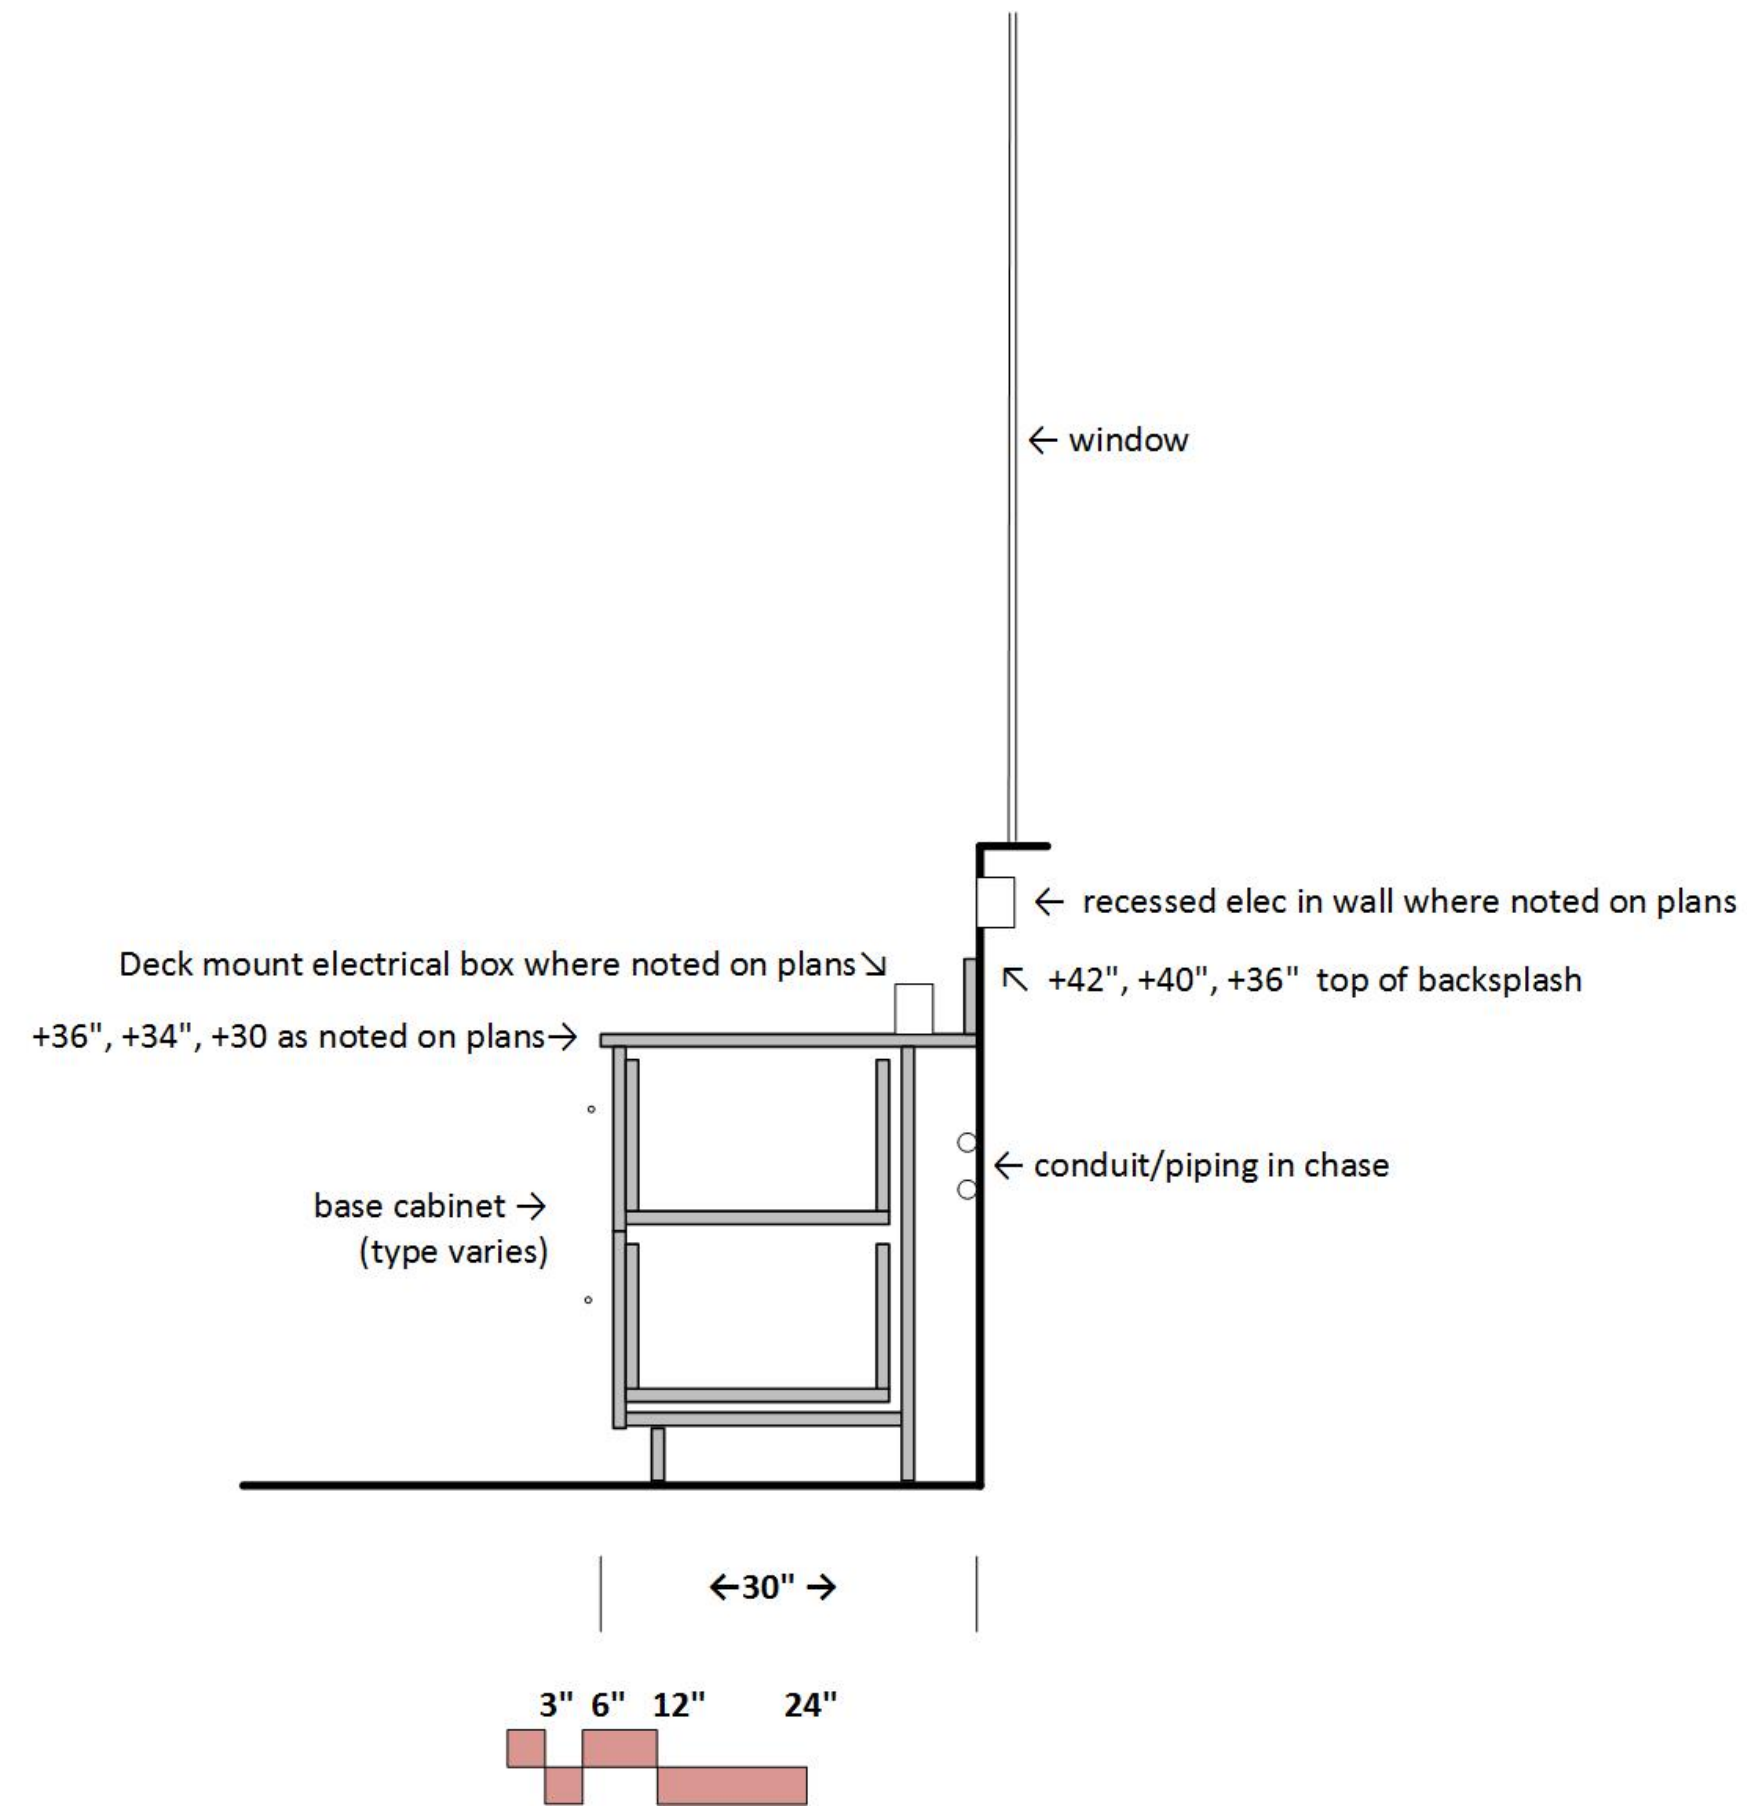 ← window
← recessed elec in wall where noted on plans
Deck mount electrical box where noted on plans↘
↖ +42", +40", +36" top of backsplash
+36", +34", +30 as noted on plans→
← conduit/piping in chase
base cabinet →
(type varies)
←30" →
3" 6" 12" 24"